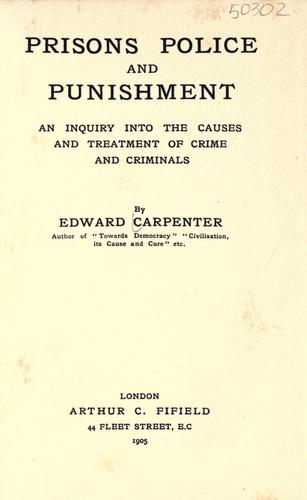 50302
PRISONS POLICE
AND
PUNISHMENT
AN INQUIRY INTO THE CAUSES
AND TREATMENT OF CRIME
AND CRIMINALS
By
EDWARD CARPENTER
Author of "Towards Democracy" "Civilisation,
its Cause and Cure" etc.
LONDON
ARTHUR C. FIFIELD
44 FLEET STREET, E.C
1905